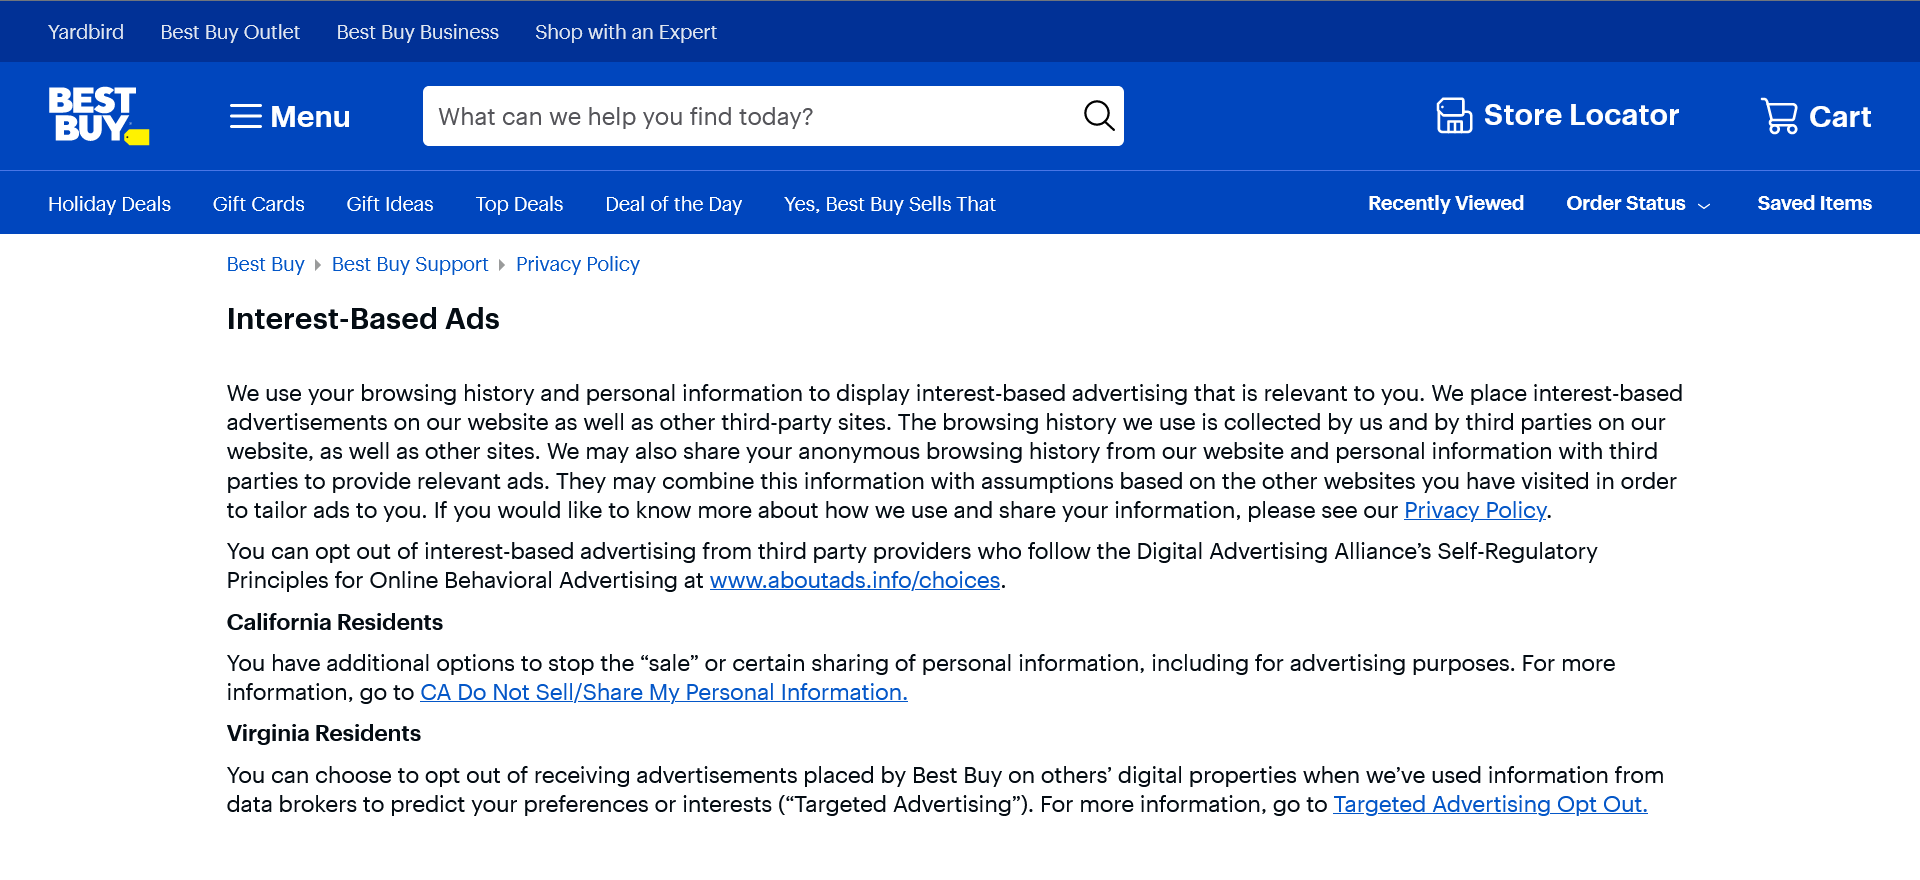 Yardbird Best Buy Outlet Best Buy Business Shop with an Expert
BEST
BUY
Menu
What can we help you find today?
Store Locator
Cart
Holiday Deals Gift Cards Gift Ideas Top Deals Deal of the Day Yes, Best Buy Sells That
Recently Viewed Order Status Saved Items
Best Buy Best Buy Support Privacy Policy
Interest-Based Ads
We use your browsing history and personal information to display interest-based advertising that is relevant to you. We place interest-based
advertisements on our website as well as other third-party sites. The browsing history we use is collected by us and by third parties on our
website, as well as other sites. We may also share your anonymous browsing history from our website and personal information with third
parties to provide relevant ads. They may combine this information with assumptions based on the other websites you have visited in order
to tailor ads to you. If you would like to know more about how we use and share your information, please see our Privacy Policy.
You can opt out of interest-based advertising from third party providers who follow the Digital Advertising Alliance’s Self-Regulatory
Principles for Online Behavioral Advertising at www.aboutads.info/choices.
California Residents
You have additional options to stop the “sale” or certain sharing of personal information, including for advertising purposes. For more
information, go to CA Do Not Sell/Share My Personal Information.
Virginia Residents
You can choose to opt out of receiving advertisements placed by Best Buy on others’ digital properties when we’ve used information from
data brokers to predict your preferences or interests (“Targeted Advertising”). For more information, go to Targeted Advertising Opt Out.